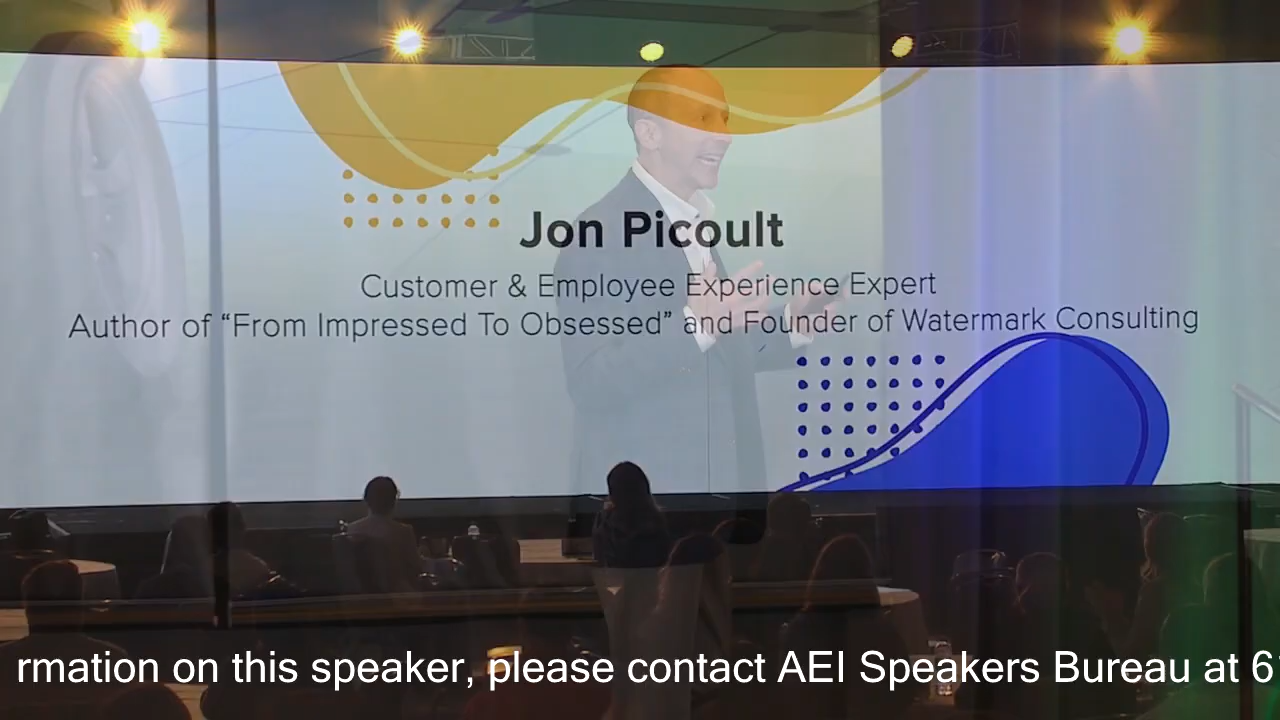 Jon Picoult
Customer & Employee Experience Expert
Author of “From Impressed To Obsessed” and Founder of Watermark Consulting
rmation on this speaker, please contact AEI Speakers Bureau at 6